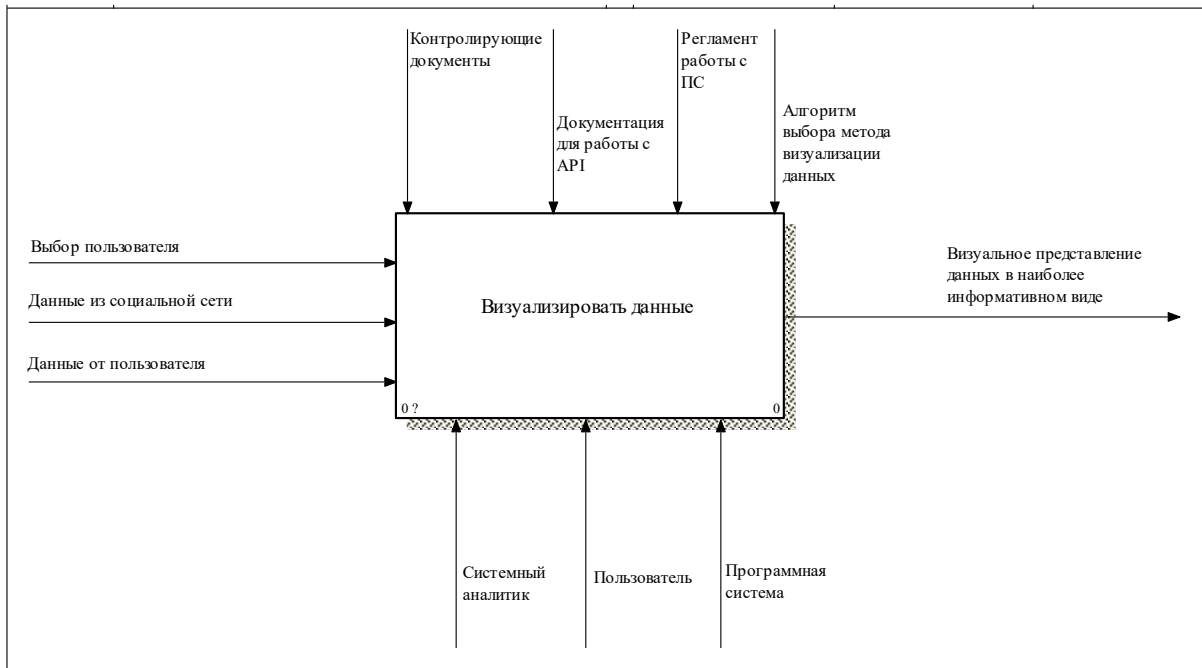 Контролирующие
документы
Регламент
работы с
ПС
Документация
для работы с
API
Алгоритм
выбора метода
визуализации
данных
Выбор пользователя
Данные из социальной сети
Данные от пользователя
Визуализировать данные
0 ?
0
Визуальное представление
данных в наиболее
информативном виде
Системный
аналитик
Пользователь
Программная
система